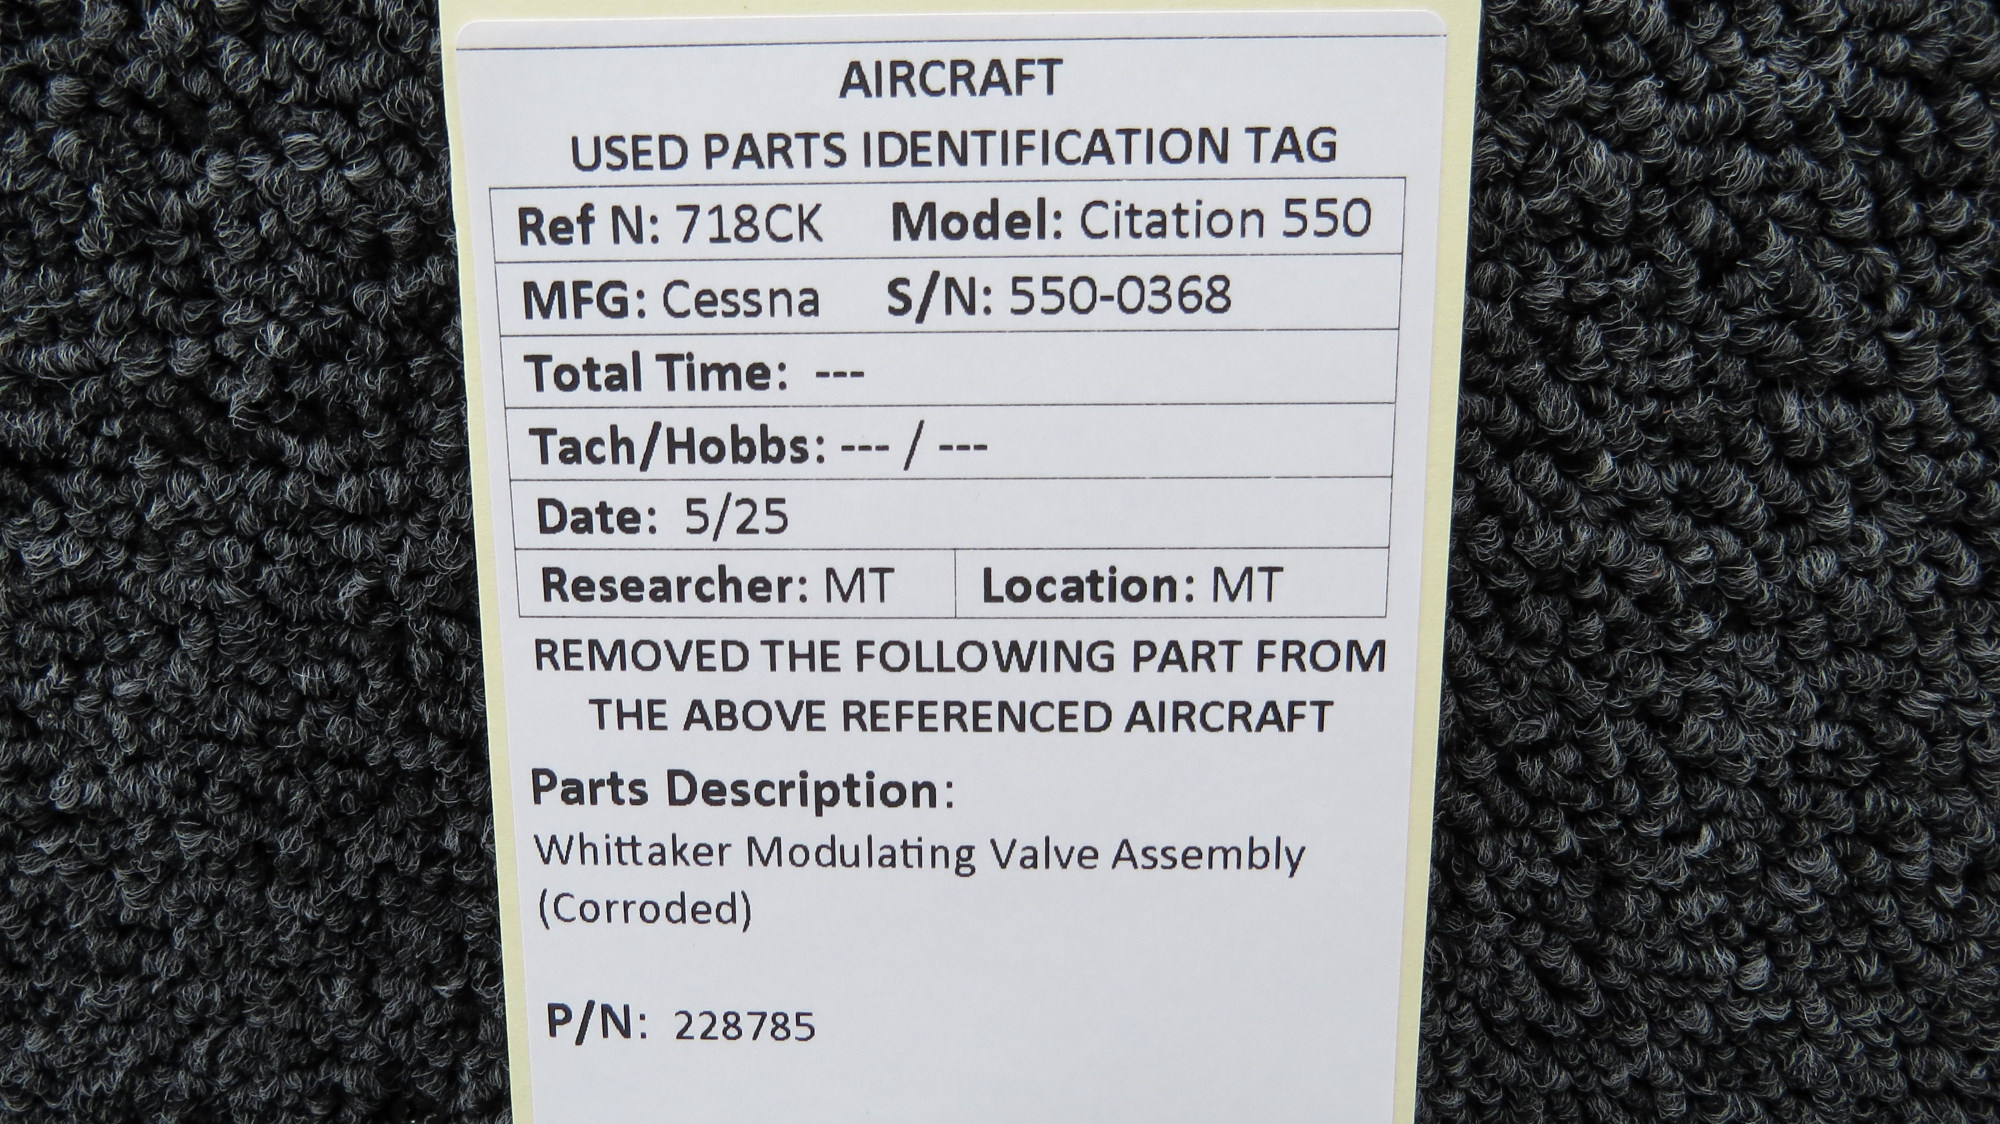 AIRCRAFT
USED PARTS IDENTIFICATION TAG
Ref N: 718CK Model: Citation 550
MFG: Cessna S/N: 550-0368
Total Time: ---
Tach/Hobbs: --- / ---
Date: 5/25
Researcher: MT Location: MT
REMOVED THE FOLLOWING PART FROM
THE ABOVE REFERENCED AIRCRAFT
Parts Description:
Whittaker Modulating Valve Assembly
(Corroded)
P/N: 228785